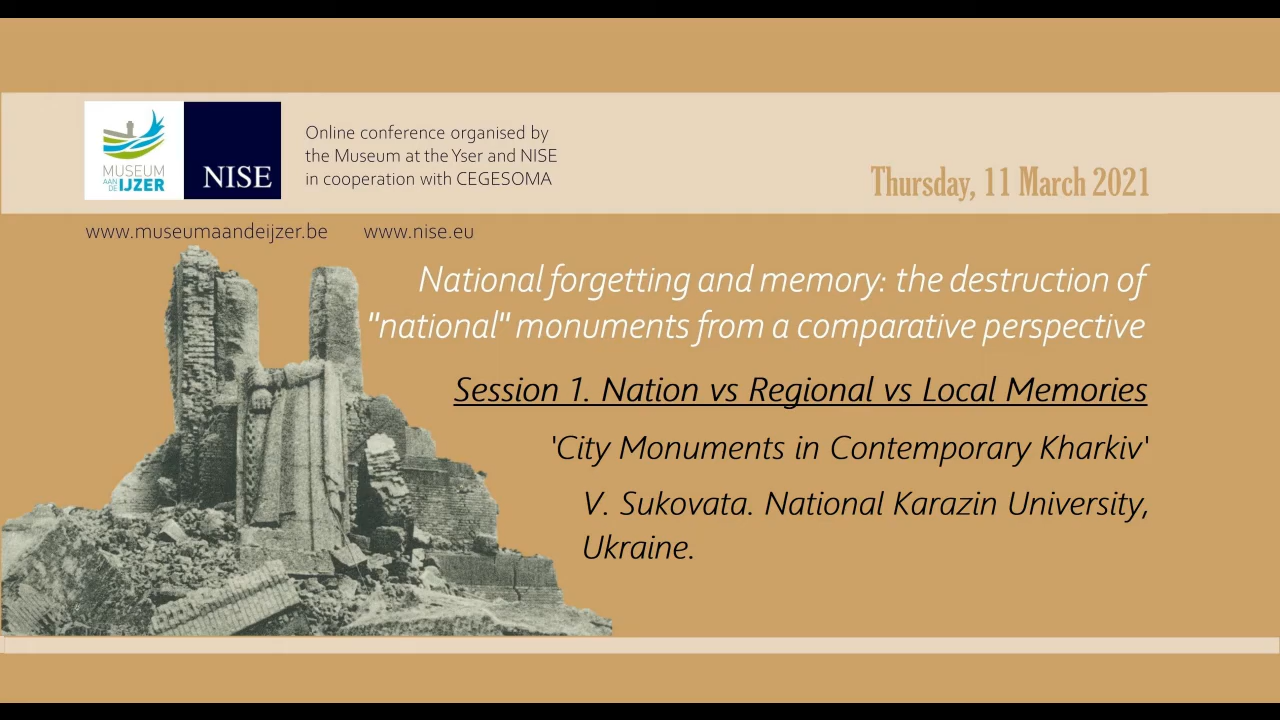 MUSEUM
AAN DE IJZER
NISE
Online conference organised by
the Museum at the Yser and NISE
in cooperation with CEGESOMA
Thursday, 11 March 2021
www.museumaandeijzer.be www.nise.eu
National forgetting and memory: the destruction of
"national" monuments from a comparative perspective
Session 1. Nation vs Regional vs Local Memories
'City Monuments in Contemporary Kharkiv'
V. Sukovata. National Karazin University,
Ukraine.